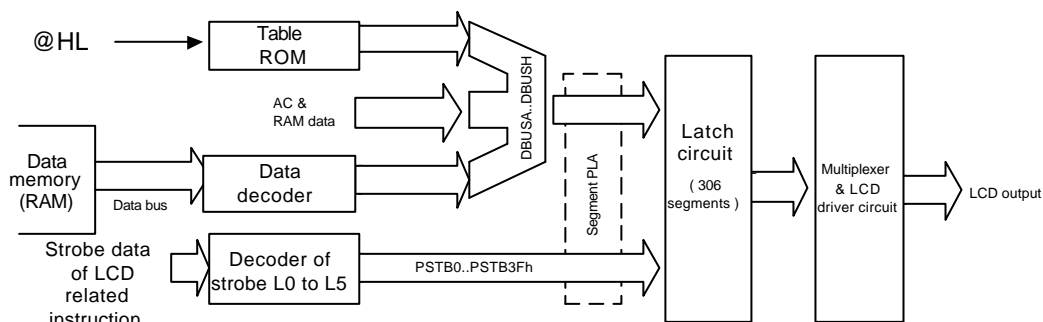 @HL
Table
ROM
AC &
RAM data
DBUSA..DBUSH
Data
memory
(RAM)
Data bus
Data
decoder
Segment PLA
Latch
circuit
( 306
segments )
Multiplexer
& LCD
driver circuit
LCD output
Strobe data
of LCD
related
instruction
Decoder of
strobe L0 to L5
PSTB0..PSTB3Fh